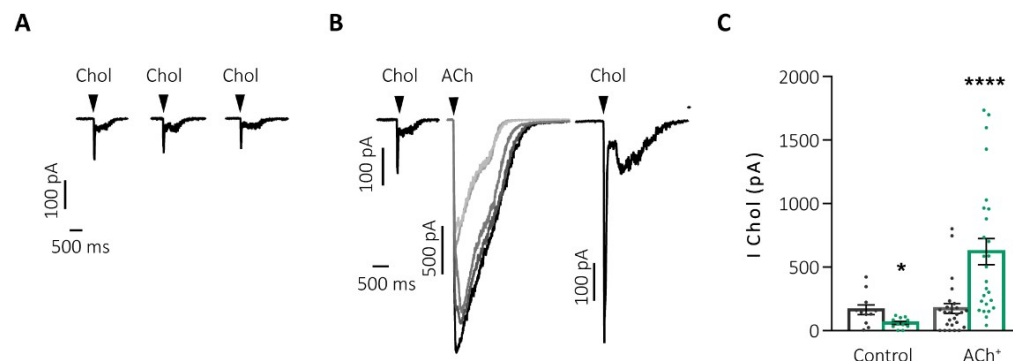 A
Chol Chol Chol
100 pA
500 ms
B
Chol ACh Chol
100 pA
500 ms
500 pA
100 pA
C
I Chol (pA)
2000
1500
1000
500
0
*
****
Control ACh⁺